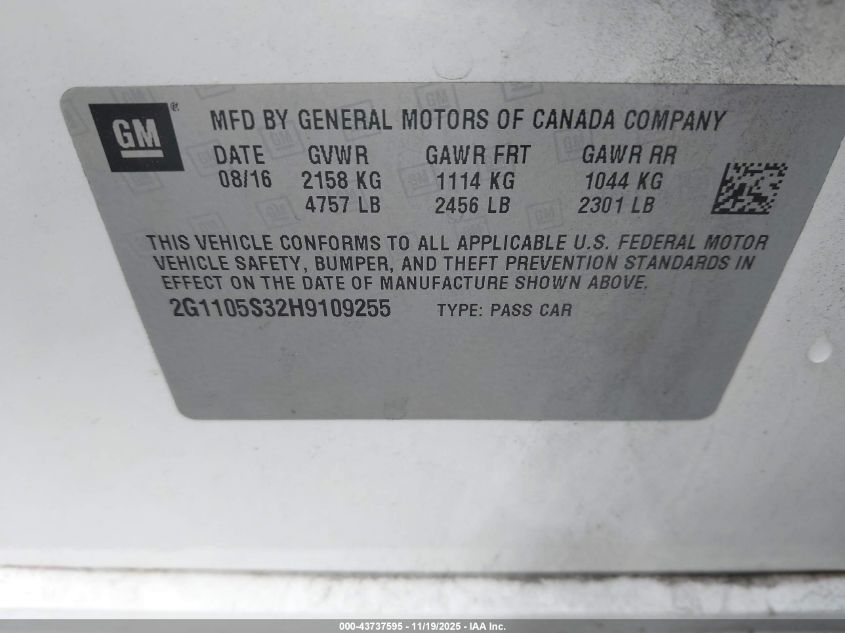 GM ®
MFD BY GENERAL MOTORS OF CANADA COMPANY
DATE GVWR GAWR FRT GAWR RR
08/16 2158 KG 1114 KG 1044 KG
4757 LB 2456 LB 2301 LB
THIS VEHICLE CONFORMS TO ALL APPLICABLE U.S. FEDERAL MOTOR
VEHICLE SAFETY, BUMPER, AND THEFT PREVENTION STANDARDS IN
EFFECT ON THE DATE OF MANUFACTURE SHOWN ABOVE.
2G1105S32H9109255 TYPE: PASS CAR
000-43737595 - 11/19/2025 - IAA Inc.